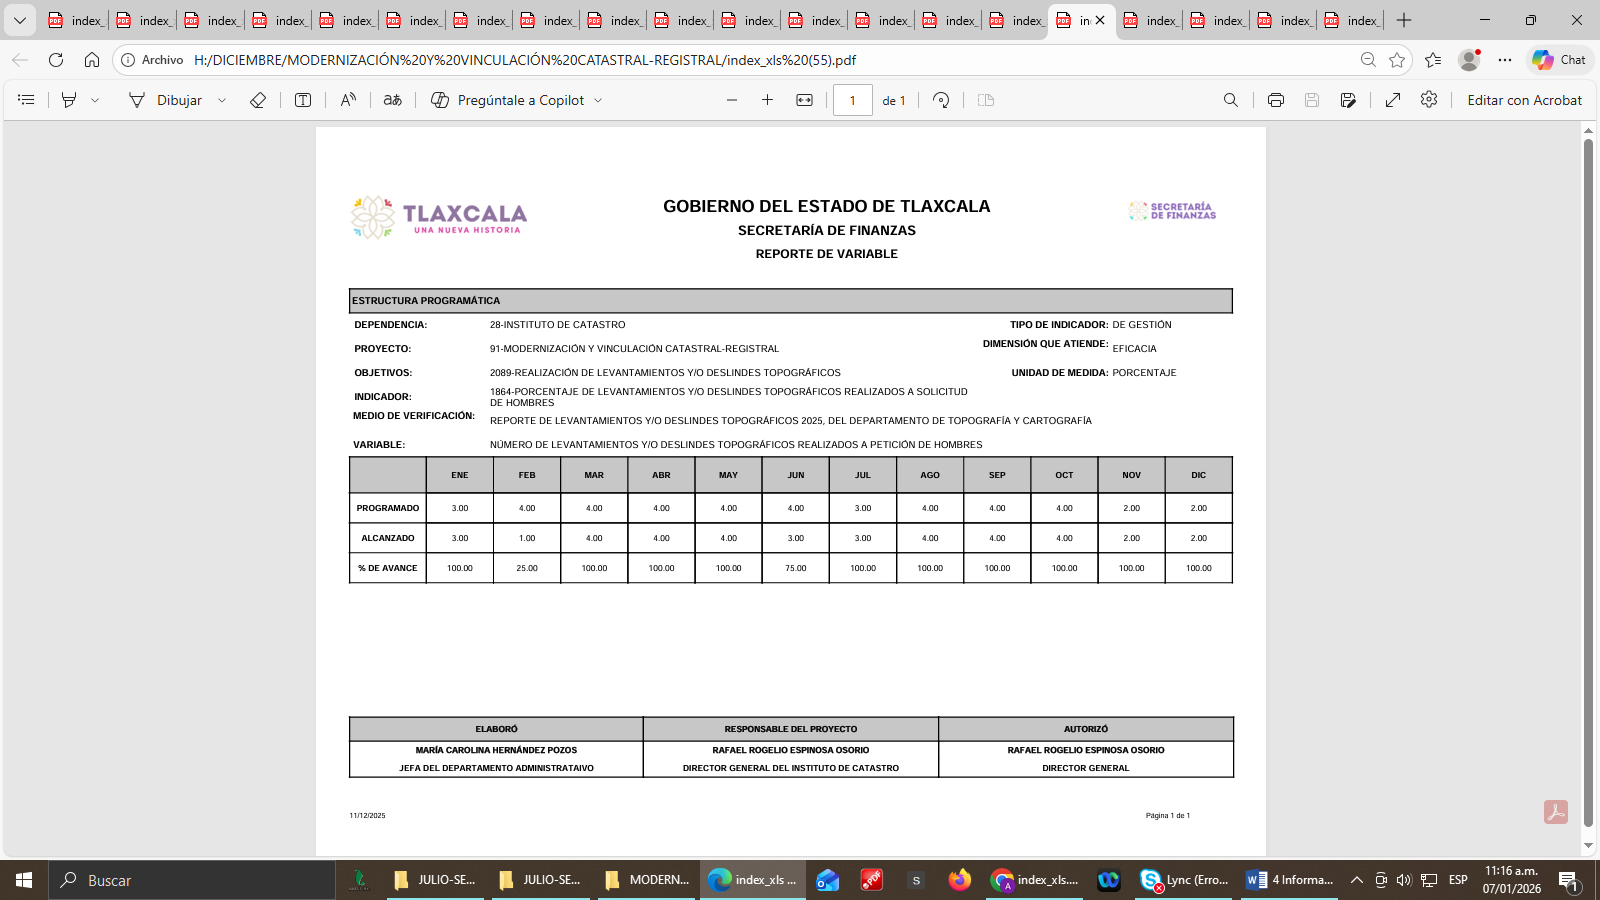 index_ index_ index_ index_ index_ index_ index_ index_ index_ index_ index_ index_ index_ index_ index_ in index_ index_ index_ index_
Archivo H:/DICIEMBRE/MODERNIZACIÓN%20Y%20VINCULACIÓN%20CATASTRAL-REGISTRAL/index_xls%20(55).pdf Chat
Dibujar Pregúntale a Copilot 1 de 1 Editar con Acrobat
TLAXCALA
UNA NUEVA HISTORIA
GOBIERNO DEL ESTADO DE TLAXCALA
SECRETARÍA DE FINANZAS
REPORTE DE VARIABLE
SECRETARÍA
DE FINANZAS
ESTRUCTURA PROGRAMÁTICA
DEPENDENCIA: 28-INSTITUTO DE CATASTRO TIPO DE INDICADOR: DE GESTIÓN
PROYECTO: 91-MODERNIZACIÓN Y VINCULACIÓN CATASTRAL-REGISTRAL DIMENSIÓN QUE ATIENDE: EFICACIA
OBJETIVOS: 2089-REALIZACIÓN DE LEVANTAMIENTOS Y/O DESLINDES TOPOGRÁFICOS UNIDAD DE MEDIDA: PORCENTAJE
INDICADOR: 1864-PORCENTAJE DE LEVANTAMIENTOS Y/O DESLINDES TOPOGRÁFICOS REALIZADOS A SOLICITUD
DE HOMBRES
MEDIO DE VERIFICACIÓN: REPORTE DE LEVANTAMIENTOS Y/O DESLINDES TOPOGRÁFICOS 2025, DEL DEPARTAMENTO DE TOPOGRAFÍA Y CARTOGRAFÍA
VARIABLE: NÚMERO DE LEVANTAMIENTOS Y/O DESLINDES TOPOGRÁFICOS REALIZADOS A PETICIÓN DE HOMBRES
ENE FEB MAR ABR MAY JUN JUL AGO SEP OCT NOV DIC
PROGRAMADO 3.00 4.00 4.00 4.00 4.00 4.00 3.00 4.00 4.00 4.00 2.00 2.00
ALCANZADO 3.00 1.00 4.00 4.00 4.00 3.00 3.00 4.00 4.00 4.00 2.00 2.00
% DE AVANCE 100.00 25.00 100.00 100.00 100.00 75.00 100.00 100.00 100.00 100.00 100.00 100.00
ELABORÓ RESPONSABLE DEL PROYECTO AUTORIZÓ
MARÍA CAROLINA HERNÁNDEZ POZOS RAFAEL ROGELIO ESPINOSA OSORIO RAFAEL ROGELIO ESPINOSA OSORIO
JEFA DEL DEPARTAMENTO ADMINISTRATAIVO DIRECTOR GENERAL DEL INSTITUTO DE CATASTRO DIRECTOR GENERAL
11/12/2025 Página 1 de 1
Buscar JULIO-SE... JULIO-SE... MODERN... index_xls ... index_xls.... Lync (Erro... 4 Informa... ESP 11:16 a.m.
07/01/2026 1